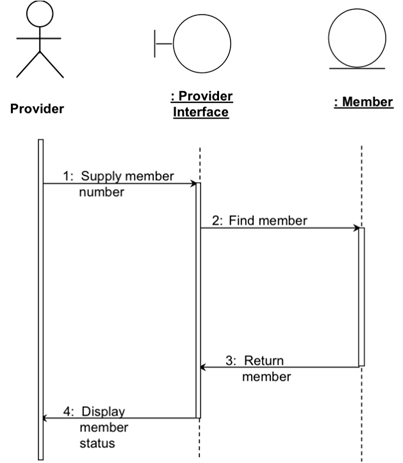 Provider
: Provider
Interface
: Member
1: Supply member
number
2: Find member
3: Return
member
4: Display
member
status